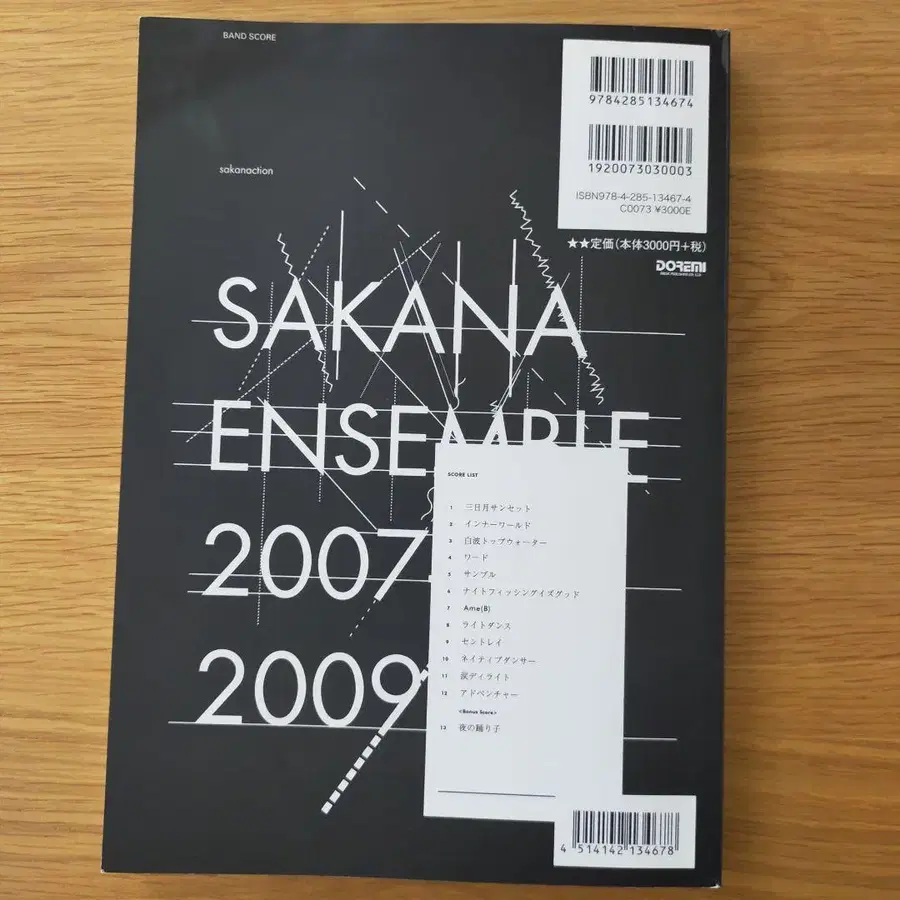 BAND SCORE
9784285134674
1920073030003
ISBN978-4-285-13467-4
C0073 ¥3000E
★★定価(本体3000円+税)
DOREMI
sakanaction
SAKANA
ENSEMBLE
2007
2009
SCORE LIST
1 三日月サンセット
2 インナーワールド
3 白波トップウォーター
4 ワード
5 サンプル
6 ナイトフィッシングイズグッド
7 Ame(B)
8 ライトダンス
9 セントレイ
10 ネイティブダンサー
11 涙ディライト
12 アドベンチャー
<Bonus Score>
13 夜の踊り子
4 514142 134678